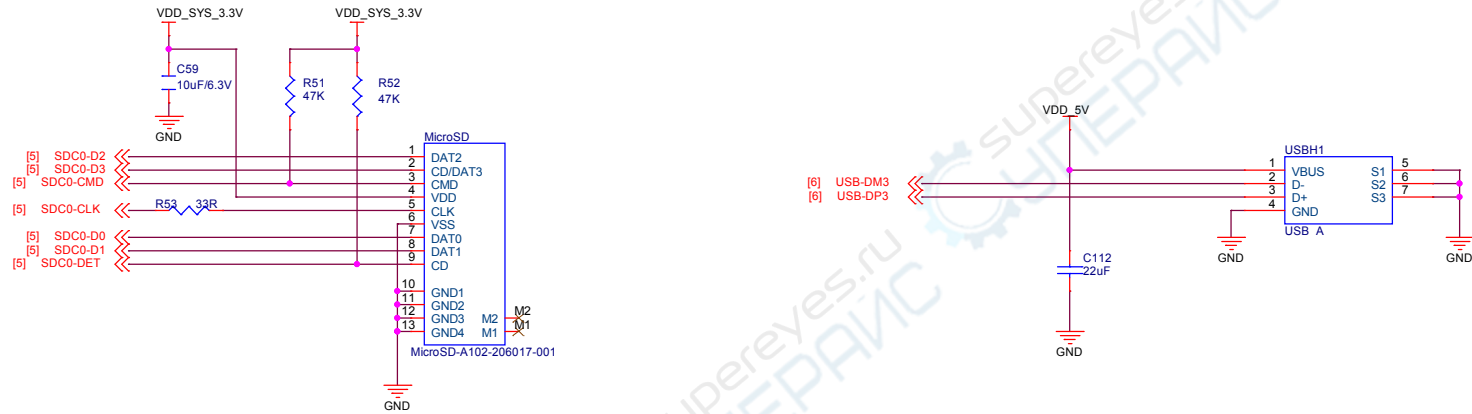 VDD_SYS_3.3V
VDD_SYS_3.3V
C59
10uF/6.3V
GND
R51
47K
R52
47K
MicroSD
[5] SDC0-D2
[5] SDC0-D3
[5] SDC0-CMD
[5] SDC0-CLK
R53 33R
[5] SDC0-D0
[5] SDC0-D1
[5] SDC0-DET
1 DAT2
2 CD/DAT3
3 CMD
4 VDD
5 CLK
6 VSS
7 DAT0
8 DAT1
9 CD
10 GND1
11 GND2
12 GND3 M2 M2
13 GND4 M1 M1
MicroSD-A102-206017-001
GND
VDD_5V
[6] USB-DM3
[6] USB-DP3
USBH1
1 VBUS S1 5
2 D- S2 6
3 D+ S3 7
4 GND
USB A
GND
GND
C112
22uF
GND
supereyes.ru
СУПЕРАЙС
supereyes.ru
СУПЕРАЙС